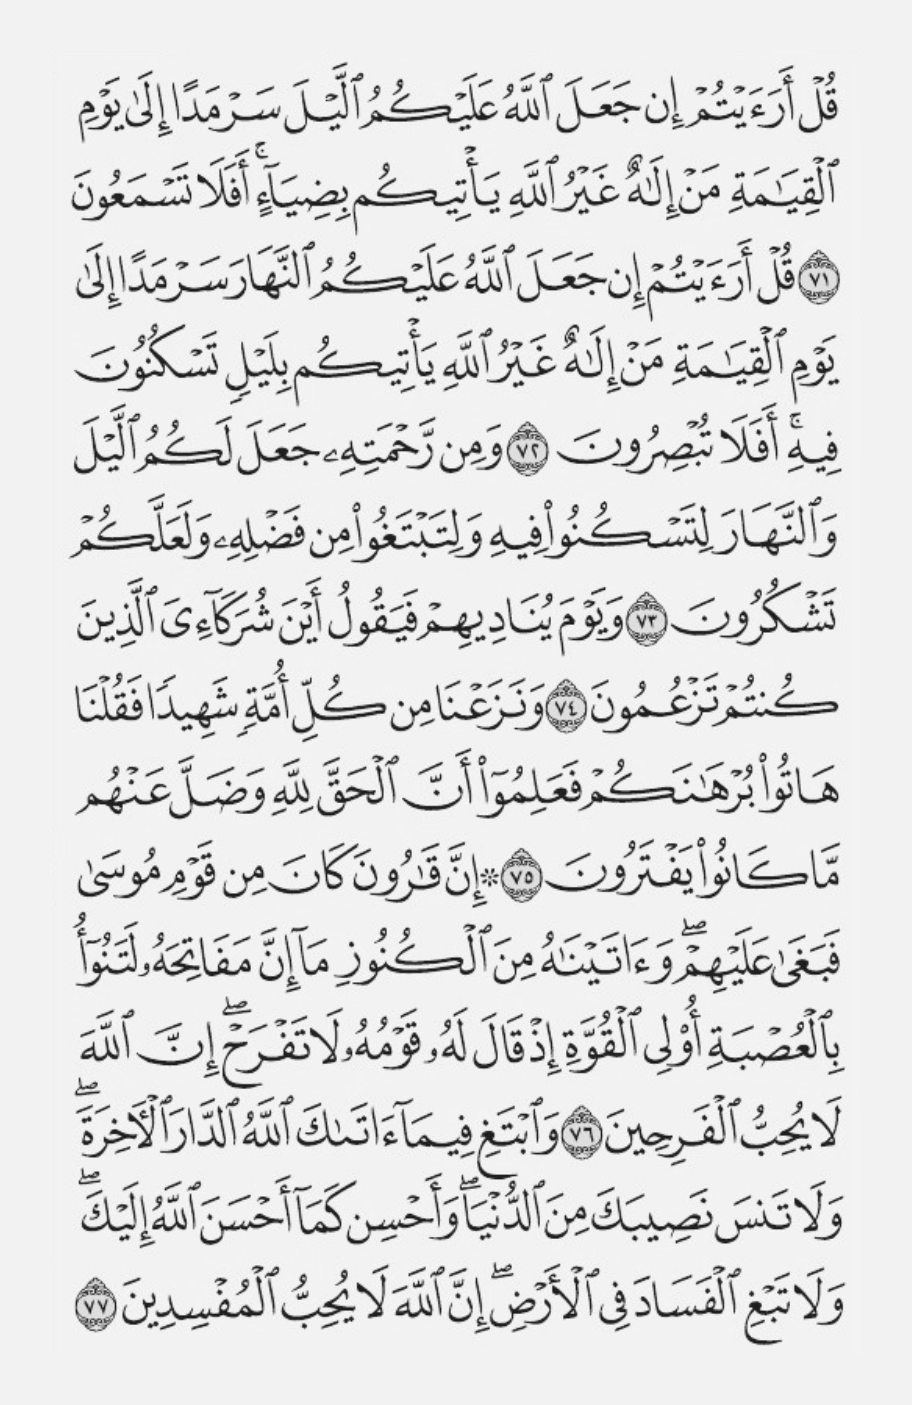 قُلۡ أَرَءَيۡتُمۡ إِن جَعَلَ ٱللَّهُ عَلَيۡكُمُ ٱلَّيۡلَ سَرۡمَدًا إِلَىٰ يَوۡمِ
ٱلۡقِيَٰمَةِ مَنۡ إِلَٰهٌ غَيۡرُ ٱللَّهِ يَأۡتِيكُم بِضِيَآءٍۚ أَفَلَا تَسۡمَعُونَ
٧١ قُلۡ أَرَءَيۡتُمۡ إِن جَعَلَ ٱللَّهُ عَلَيۡكُمُ ٱلنَّهَارَ سَرۡمَدًا إِلَىٰ
يَوۡمِ ٱلۡقِيَٰمَةِ مَنۡ إِلَٰهٌ غَيۡرُ ٱللَّهِ يَأۡتِيكُم بِلَيۡلٖ تَسۡكُنُونَ
فِيهِۚ أَفَلَا تُبۡصِرُونَ ٧٢ وَمِن رَّحۡمَتِهِۦ جَعَلَ لَكُمُ ٱلَّيۡلَ
وَٱلنَّهَارَ لِتَسۡكُنُواْ فِيهِ وَلِتَبۡتَغُواْ مِن فَضۡلِهِۦ وَلَعَلَّكُمۡ
تَشۡكُرُونَ ٧٣ وَيَوۡمَ يُنَادِيهِمۡ فَيَقُولُ أَيۡنَ شُرَكَآءِيَ ٱلَّذِينَ
كُنتُمۡ تَزۡعُمُونَ ٧٤ وَنَزَعۡنَا مِن كُلِّ أُمَّةٖ شَهِيدٗا فَقُلۡنَا
هَاتُواْ بُرۡهَٰنَكُمۡ فَعَلِمُوٓاْ أَنَّ ٱلۡحَقَّ لِلَّهِ وَضَلَّ عَنۡهُم
مَّا كَانُواْ يَفۡتَرُونَ ٧٥ ۞ إِنَّ قَٰرُونَ كَانَ مِن قَوۡمِ مُوسَىٰ
فَبَغَىٰ عَلَيۡهِمۡۖ وَءَاتَيۡنَٰهُ مِنَ ٱلۡكُنُوزِ مَآ إِنَّ مَفَاتِحَهُۥ لَتَنُوٓأُ
بِٱلۡعُصۡبَةِ أُوْلِي ٱلۡقُوَّةِ إِذۡ قَالَ لَهُۥ قَوۡمُهُۥ لَا تَفۡرَحۡۖ إِنَّ ٱللَّهَ
لَا يُحِبُّ ٱلۡفَرِحِينَ ٧٦ وَٱبۡتَغِ فِيمَآ ءَاتَىٰكَ ٱللَّهُ ٱلدَّارَ ٱلۡأٓخِرَةَۖ
وَلَا تَنسَ نَصِيبَكَ مِنَ ٱلدُّنۡيَاۖ وَأَحۡسِن كَمَآ أَحۡسَنَ ٱللَّهُ إِلَيۡكَۖ
وَلَا تَبۡغِ ٱلۡفَسَادَ فِي ٱلۡأَرۡضِۖ إِنَّ ٱللَّهَ لَا يُحِبُّ ٱلۡمُفۡسِدِينَ ٧٧